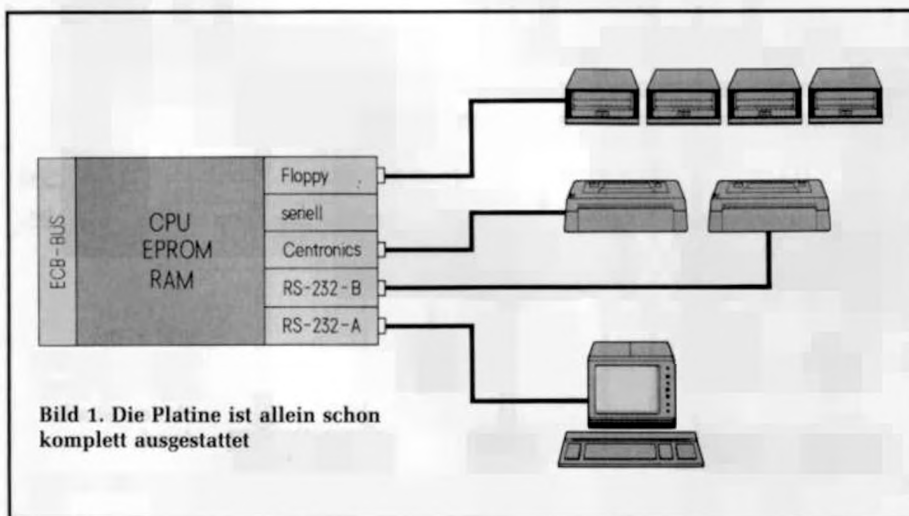 ECB-BUS
CPU
EPROM
RAM
Floppy
seriell
Centronics
RS-232-B
RS-232-A
Bild 1. Die Platine ist allein schon
komplett ausgestattet